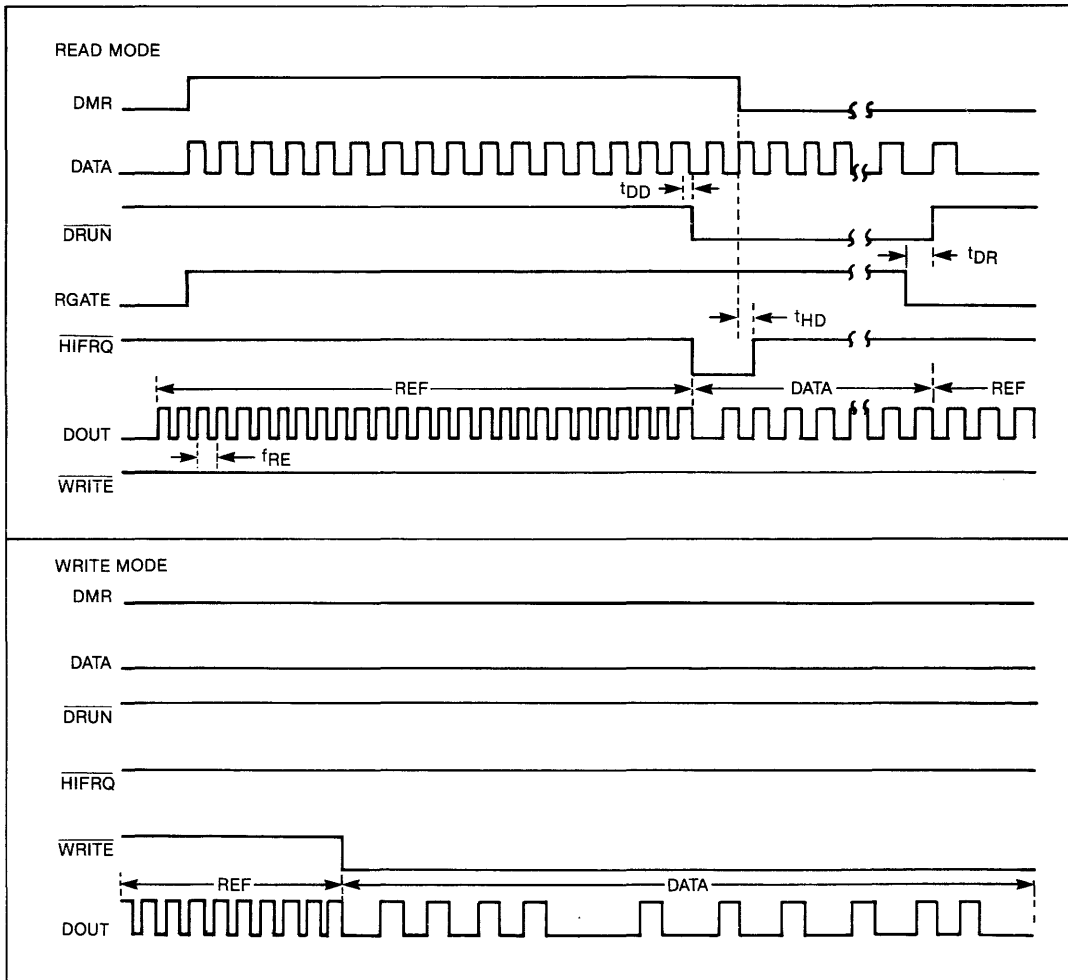 READ MODE
DMR
DATA
tDD
DRUN
tDR
RGATE
tHD
HIFRQ
REF DATA REF
DOUT
fRE
WRITE
WRITE MODE
DMR
DATA
DRUN
HIFRQ
WRITE
REF DATA
DOUT